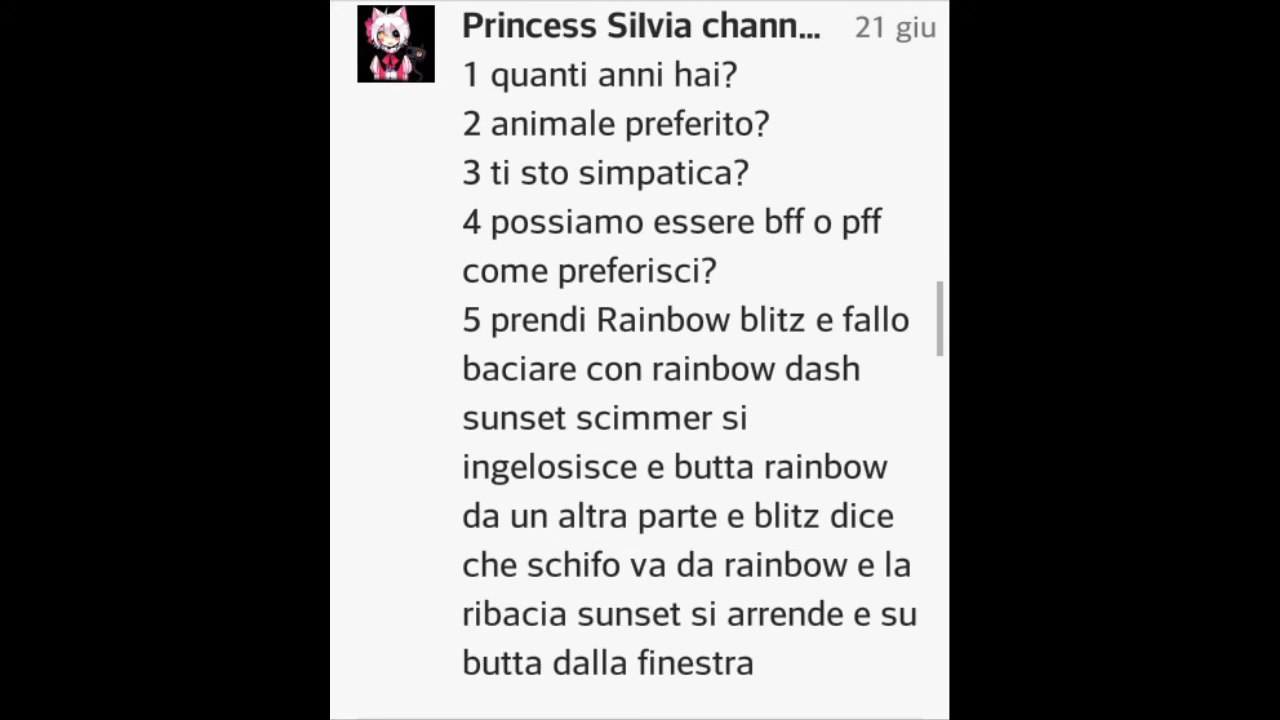 Princess Silvia chann... 21 giu
1 quanti anni hai?
2 animale preferito?
3 ti sto simpatica?
4 possiamo essere bff o pff
come preferisci?
5 prendi Rainbow blitz e fallo
baciare con rainbow dash
sunset scimmer si
ingelosisce e butta rainbow
da un altra parte e blitz dice
che schifo va da rainbow e la
ribacia sunset si arrende e su
butta dalla finestra